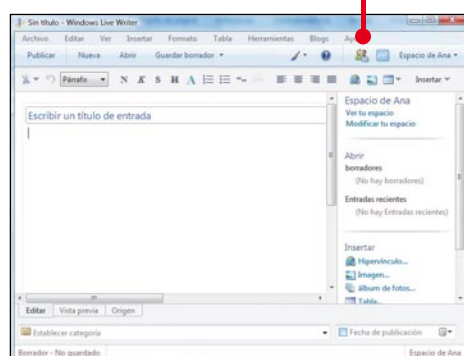 Sin título - Windows Live Writer
Archivo Editar Ver Insertar Formato Tabla Herramientas Blogs
Publicar Nueva Abrir Guardar borrador Espacio de Ana
Párrafo N K S H A Insertar
Escribir un título de entrada
Espacio de Ana
Ver tu espacio
Modificar tu espacio
Abrir
borradores
(No hay borradores)
Entradas recientes
(No hay Entradas recientes)
Insertar
Hipervínculo...
Imagen...
álbum de fotos...
Tabla...
Editar Vista previa Origen
Establecer categoría Fecha de publicación
Borrador - No guardado Espacio de Ana